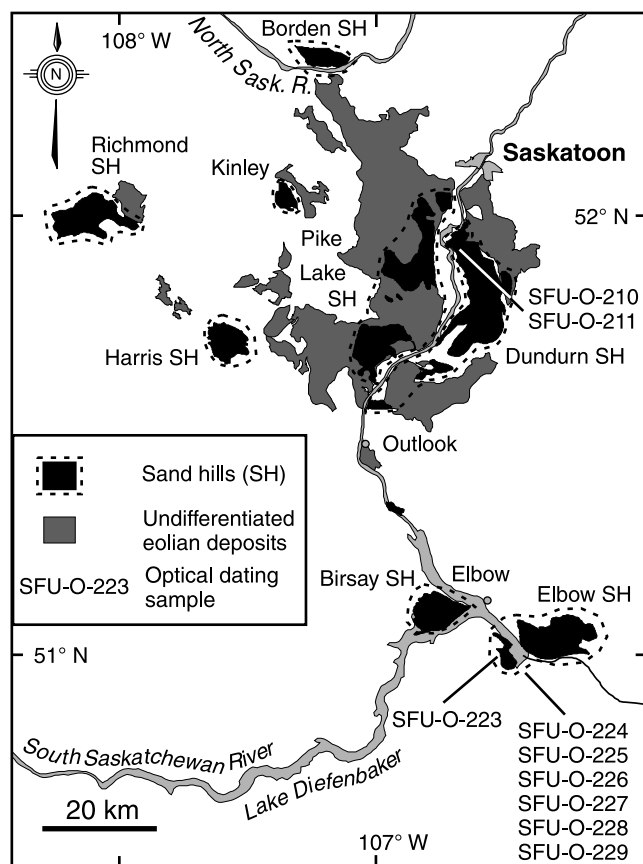 108° W
Borden SH
North Sask. R.
N
Richmond
SH
Kinley
Saskatoon
52° N
Pike
Lake
SH
SFU-O-210
SFU-O-211
Harris SH
Dundurn SH
Outlook
Sand hills (SH)
Undifferentiated
eolian deposits
SFU-O-223
Optical dating
sample
Birsay SH
Elbow
Elbow SH
51° N
SFU-O-223
SFU-O-224
SFU-O-225
SFU-O-226
SFU-O-227
SFU-O-228
SFU-O-229
South Saskatchewan River
Lake Diefenbaker
20 km
107° W